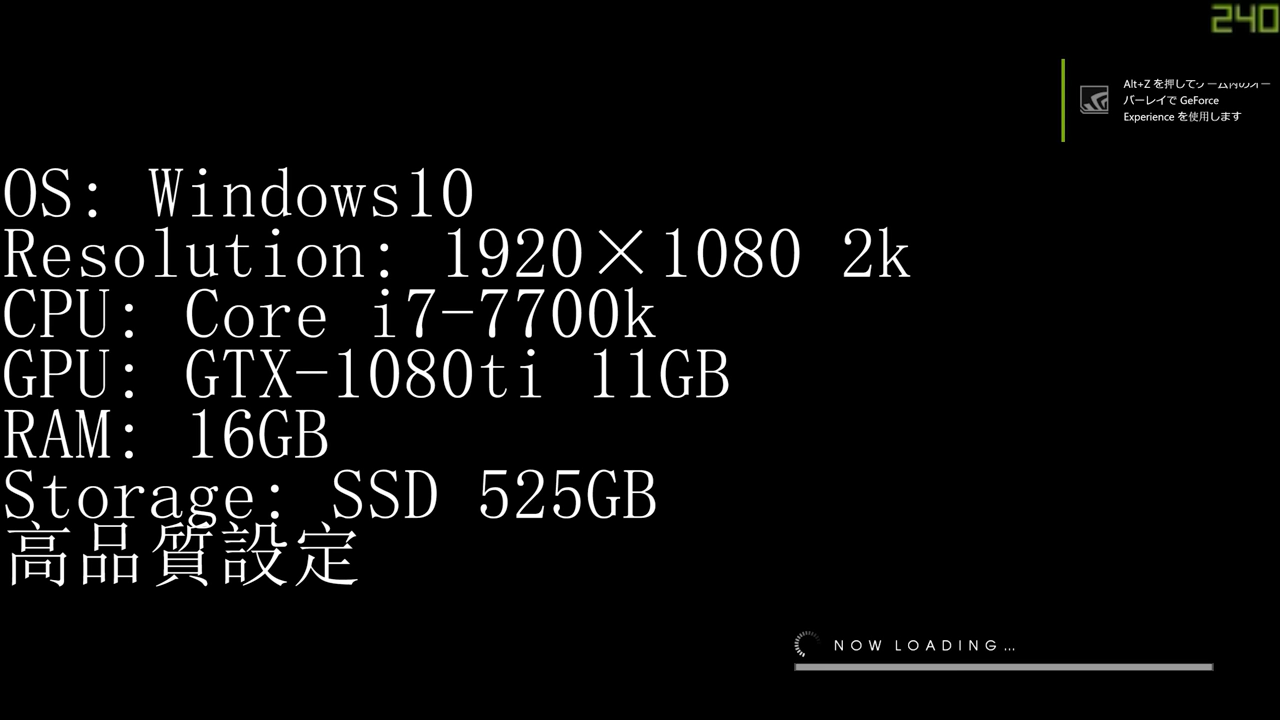 240
Alt+Z を押してゲーム内のオー
バーレイで GeForce
Experience を使用します
OS: Windows10
Resolution: 1920×1080 2k
CPU: Core i7-7700k
GPU: GTX-1080ti 11GB
RAM: 16GB
Storage: SSD 525GB
高品質設定
NOW LOADING...